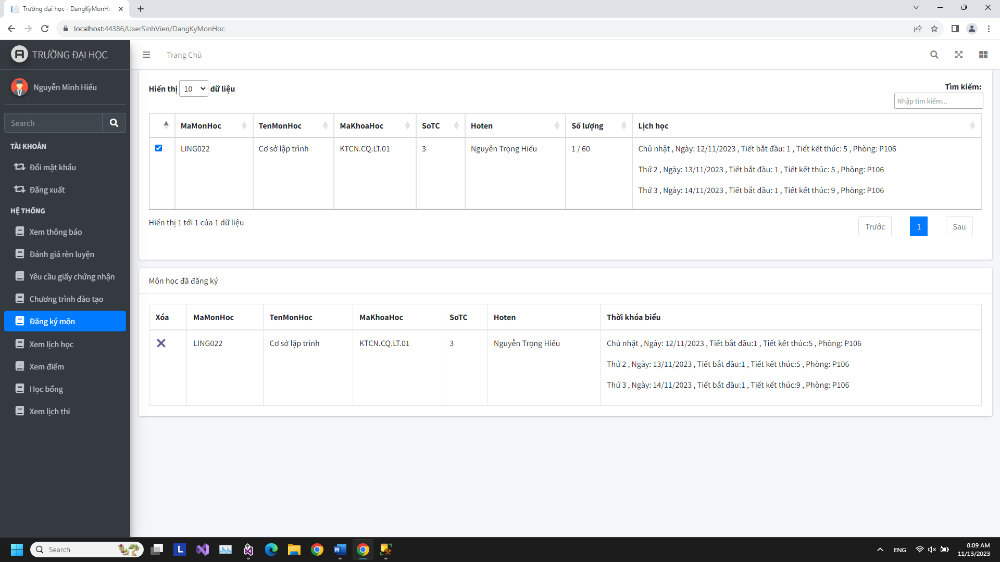 Trường đại học - DangKyMonHo
localhost:44386/UserSinhVien/DangKyMonHoc
TRƯỜNG ĐẠI HỌC
Trang Chủ
Nguyễn Minh Hiếu
Search
TÀI KHOẢN
Đổi mật khẩu
Đăng xuất
HỆ THỐNG
Xem thông báo
Đánh giá rèn luyện
Yêu cầu giấy chứng nhận
Chương trình đào tạo
Đăng ký môn
Xem lịch học
Xem điểm
Học bổng
Xem lịch thi
Hiển thị 10 dữ liệu
Tìm kiếm:
Nhập tìm kiếm...
MaMonHoc TenMonHoc MaKhoaHoc SoTC Hoten Số lượng Lịch học
LING022 Cơ sở lập trình KTCN.CQ.LT.01 3 Nguyễn Trọng Hiếu 1 / 60 Chủ nhật , Ngày: 12/11/2023 , Tiết bắt đầu: 1 , Tiết kết thúc: 5 , Phòng: P106
Thứ 2 , Ngày: 13/11/2023 , Tiết bắt đầu: 1 , Tiết kết thúc: 5 , Phòng: P106
Thứ 3 , Ngày: 14/11/2023 , Tiết bắt đầu: 1 , Tiết kết thúc: 9 , Phòng: P106
Hiển thị 1 tới 1 của 1 dữ liệu
Trước 1 Sau
Môn học đã đăng ký
Xóa MaMonHoc TenMonHoc MaKhoaHoc SoTC Hoten Thời khóa biểu
LING022 Cơ sở lập trình KTCN.CQ.LT.01 3 Nguyễn Trọng Hiếu Chủ nhật , Ngày: 12/11/2023 , Tiết bắt đầu:1 , Tiết kết thúc:5 , Phòng: P106
Thứ 2 , Ngày: 13/11/2023 , Tiết bắt đầu:1 , Tiết kết thúc:5 , Phòng: P106
Thứ 3 , Ngày: 14/11/2023 , Tiết bắt đầu:1 , Tiết kết thúc:9 , Phòng: P106
Search
L
ENG
8:09 AM
11/13/2023